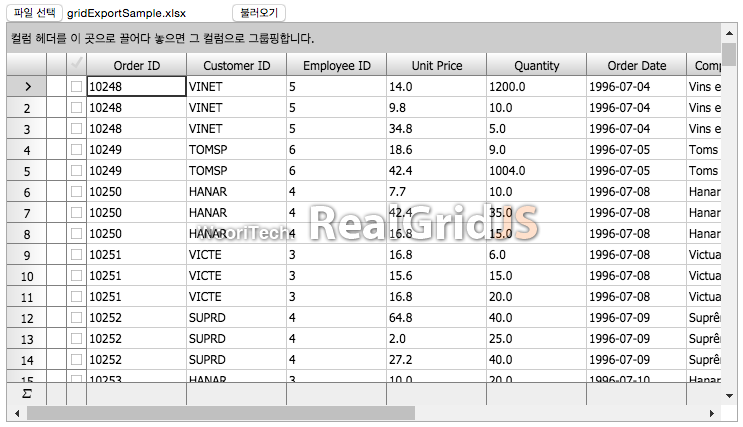 파일 선택 gridExportSample.xlsx 불러오기
컬럼 헤더를 이 곳으로 끌어다 놓으면 그 컬럼으로 그룹핑합니다.
Order ID Customer ID Employee ID Unit Price Quantity Order Date Comp
10248 VINET 5 14.0 1200.0 1996-07-04 Vins e
2 10248 VINET 5 9.8 10.0 1996-07-04 Vins e
3 10248 VINET 5 34.8 5.0 1996-07-04 Vins e
4 10249 TOMSP 6 18.6 9.0 1996-07-05 Toms
5 10249 TOMSP 6 42.4 1004.0 1996-07-05 Toms
6 10250 HANAR 4 7.7 10.0 1996-07-08 Hanar
7 10250 HANAR 4 42.4 35.0 1996-07-08 Hanar
8 10250 HANAR 4 16.8 15.0 1996-07-08 Hanar
WooriTech RealGridJS
9 10251 VICTE 3 16.8 6.0 1996-07-08 Victua
10 10251 VICTE 3 15.6 15.0 1996-07-08 Victua
11 10251 VICTE 3 16.8 20.0 1996-07-08 Victua
12 10252 SUPRD 4 64.8 40.0 1996-07-09 Suprê
13 10252 SUPRD 4 2.0 25.0 1996-07-09 Suprê
14 10252 SUPRD 4 27.2 40.0 1996-07-09 Suprê
15 10253 HANAR 3 10.0 20.0 1996-07-10 Hanar
Σ